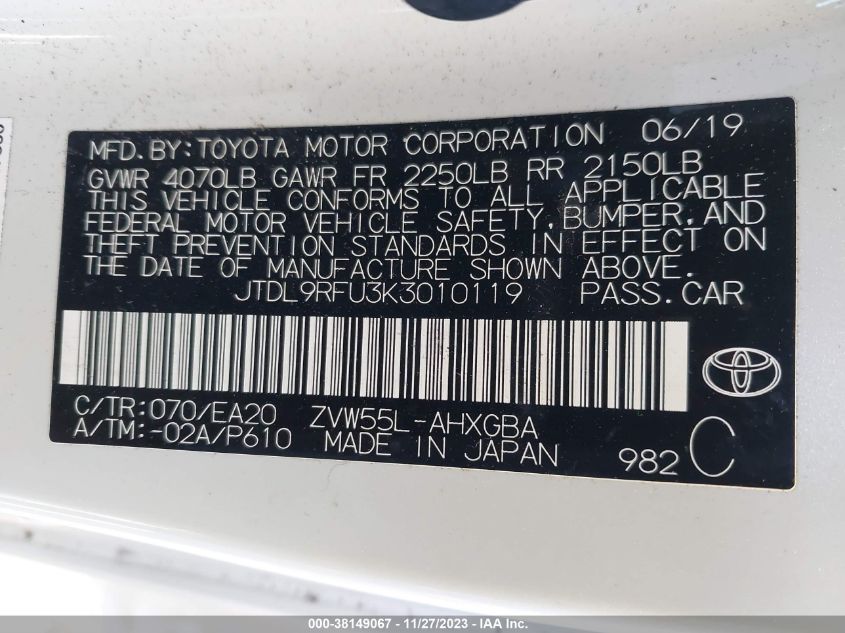 MFD.BY:TOYOTA MOTOR CORPORATION 06/19
GVWR 4070LB GAWR FR 2250LB RR 2150LB
THIS VEHICLE CONFORMS TO ALL APPLICABLE
FEDERAL MOTOR VEHICLE SAFETY,BUMPER,AND
THEFT PREVENTION STANDARDS IN EFFECT ON
THE DATE OF MANUFACTURE SHOWN ABOVE.
JTDL9RFU3K3010119 PASS.CAR
C/TR:070/EA20 ZVW55L-AHXGBA
A/TM:-02A/P610 MADE IN JAPAN 982 C
000-38149067 - 11/27/2023 - IAA Inc.